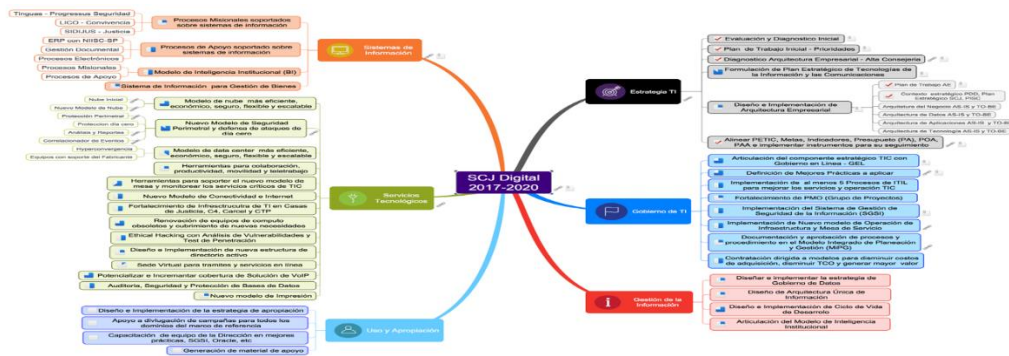 SCJ Digital
2017-2020
Sistemas de
Información
Procesos Misionales soportados
sobre sistemas de información
Tingues - Progressus Seguridad
LICO - Convivencia
SIDIJUS - Justicia
Procesos de Apoyo soportado sobre
sistemas de información
ERP con NIISC-SP
Gestión Documental
Procesos Electrónicos
Modelo de Inteligencia Institucional (BI)
Procesos Misionales
Procesos de Apoyo
Sistema de Información para Gestión de Bienes
Servicios
Tecnológicos
Modelo de nube más eficiente,
económico, seguro, flexible y escalable
Nube Inicial
Nuevo Modelo de Nube
Nuevo Modelo de Seguridad
Perimetral y defensa de ataques de
día cero
Protección Perimetral
Protección día cero
Análisis y Reportes
Correlacionador de Eventos
Modelo de data center más eficiente,
económico, seguro, flexible y escalable
Hyperconvergencia
Equipos con soporte del Fabricante
Herramientas para colaboración,
productividad, movilidad y teletrabajo
Herramientas para soportar el nuevo modelo de
mesa y monitorear los servicios críticos de TIC
Nuevo Modelo de Conectividad e Internet
Fortalecimiento de Infraestrucutra de TI en Casas
de Justicia, C4, Carcel y CTP
Renovación de equipos de computo
obsoletos y cubrimiento de nuevas necesidades
Ethical Hacking con Análisis de Vulnerabilidades y
Test de Penetración
Diseño e Implementación de nueva estructura de
directorio activo
Sede Virtual para tramites y servicios en línea
Potencializar e Incrementar cobertura de Solución de VoIP
Auditoría, Seguridad y Protección de Bases de Datos
Nuevo modelo de Impresión
Uso y Apropiación
Diseño e Implementación de la estrategia de apropiación
Apoyo a divulgación de campañas para todos los
dominios del marco de referencia
Capacitación de equipo de la Dirección en mejores
prácticas, SGSI, Oracle, etc
Generación de material de apoyo
Estrategia TI
Evaluación y Diagnostico Inicial
Plan de Trabajo Inicial - Prioridades
Diagnostico Arquitectura Empresarial - Alta Consejeria
Formulación de Plan Estratégico de Tecnologías de
la Información y las Comunicaciones
Diseño e Implementación de
Arquitectura Empresarial
Plan de Trabajo AE
Contexto estratégico PDD, Plan
Estratégico SCJ, PISC
Arquitetura del Negocio AS-IS y TO-BE
Arquitectura de Datos AS-IS y TO-BE
Arquitectura de Aplicaciones AS-IS y TO-BE
Arquitectura de Tecnología AS-IS y TO-BE
Alinear PETIC, Metas, Indicadores, Presupuesto (PA), POA,
PAA e implementar instrumentos para su seguimiento
Gobierno de TI
Articulación del componente estratégico TIC con
Gobierno en Línea - GEL
Definición de Mejores Prácticas a aplicar
Implementación de al menos 5 Procesos de ITIL
para mejorar los servicios y operación TIC
Fortalecimiento de PMO (Grupo de Proyectos)
Implementación del Sistema de Gestión de
Seguridad de la Información (SGSI)
Implementación de Nuevo modelo de Operación de
Infraestructura y Mesa de Servicio
Documentación y aprobación de procesos y
procedimiento en el Modelo Integrado de Planeación
y Gestión (MIPG)
Contratación dirigida a modelos para disminuir costos
de adquisición, disminuir TCO y generar mayor valor
Gestión de la
Información
Diseñar e implementar la estrategia de
Gobierno de Datos
Diseño de Arquitectura Única de
Información
Diseño e Implementación de Ciclo de Vida
de Desarrollo
Articulación del Modelo de Inteligencia
Institucional